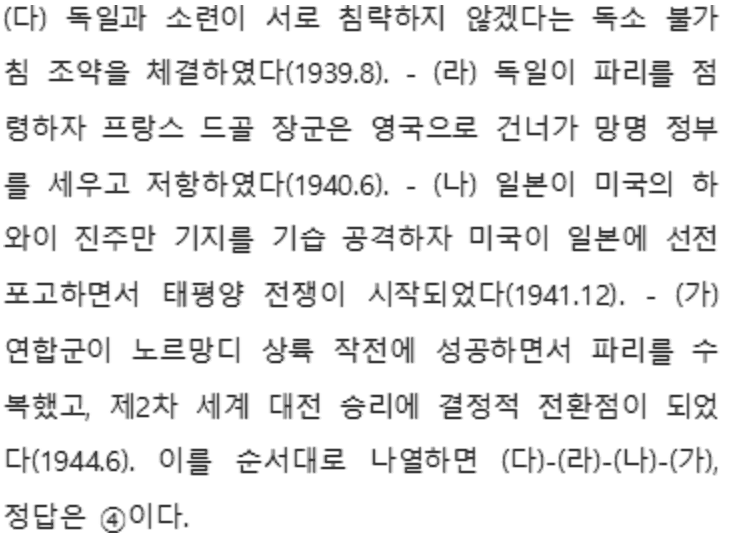 (다) 독일과 소련이 서로 침략하지 않겠다는 독소 불가
침 조약을 체결하였다(1939.8). - (라) 독일이 파리를 점
령하자 프랑스 드골 장군은 영국으로 건너가 망명 정부
를 세우고 저항하였다(1940.6). - (나) 일본이 미국의 하
와이 진주만 기지를 기습 공격하자 미국이 일본에 선전
포고하면서 태평양 전쟁이 시작되었다(1941.12). - (가)
연합군이 노르망디 상륙 작전에 성공하면서 파리를 수
복했고, 제2차 세계 대전 승리에 결정적 전환점이 되었
다(1944.6). 이를 순서대로 나열하면 (다)-(라)-(나)-(가),
정답은 ④이다.